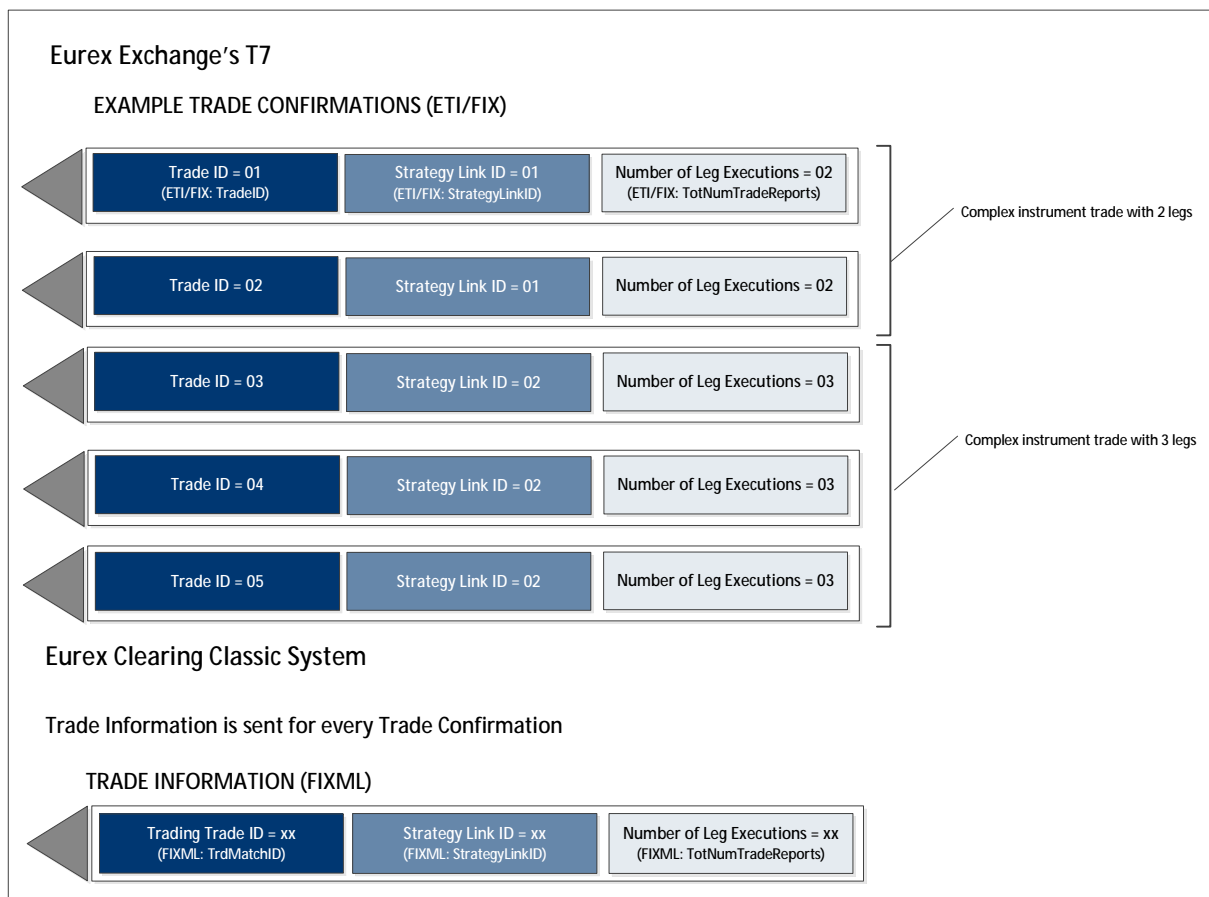 Eurex Exchange's T7
EXAMPLE TRADE CONFIRMATIONS (ETI/FIX)
Trade ID = 01
(ETI/FIX: TradeID)
Strategy Link ID = 01
(ETI/FIX: StrategyLinkID)
Number of Leg Executions = 02
(ETI/FIX: TotNumTradeReports)
Complex instrument trade with 2 legs
Trade ID = 02
Strategy Link ID = 01
Number of Leg Executions = 02
Trade ID = 03
Strategy Link ID = 02
Number of Leg Executions = 03
Complex instrument trade with 3 legs
Trade ID = 04
Strategy Link ID = 02
Number of Leg Executions = 03
Trade ID = 05
Strategy Link ID = 02
Number of Leg Executions = 03
Eurex Clearing Classic System
Trade Information is sent for every Trade Confirmation
TRADE INFORMATION (FIXML)
Trading Trade ID = xx
(FIXML: TrdMatchID)
Strategy Link ID = xx
(FIXML: StrategyLinkID)
Number of Leg Executions = xx
(FIXML: TotNumTradeReports)